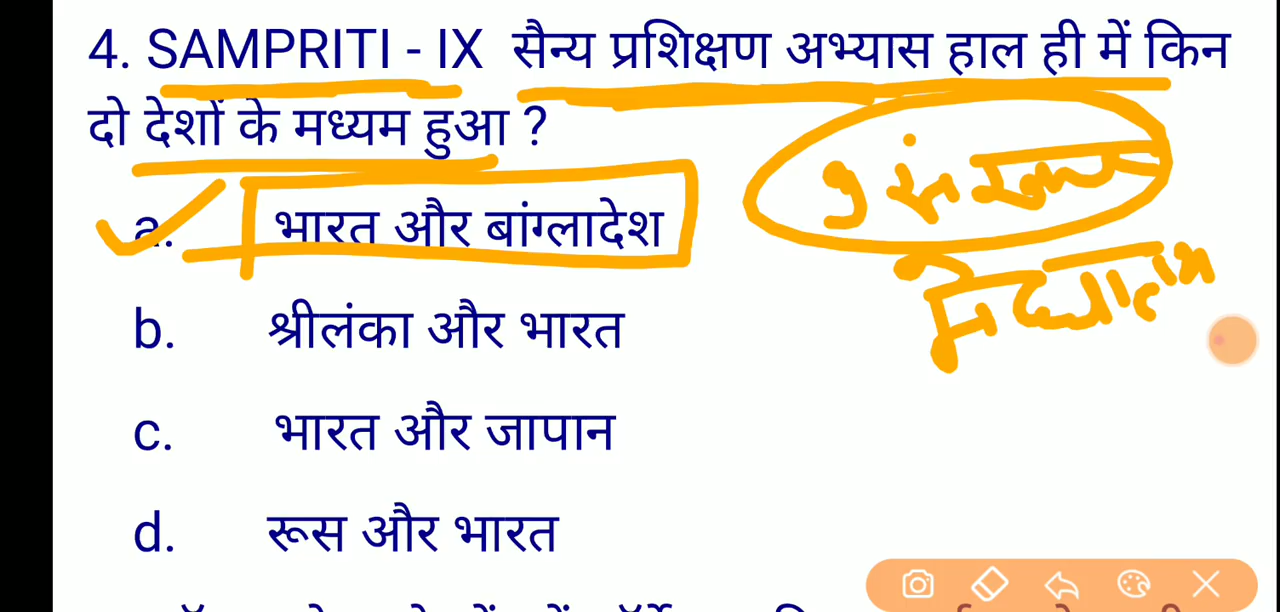 4. SAMPRITI - IX सैन्य प्रशिक्षण अभ्यास हाल ही में किन
दो देशों के मध्यम हुआ ?
a. भारत और बांग्लादेश
b. श्रीलंका और भारत
c. भारत और जापान
d. रूस और भारत